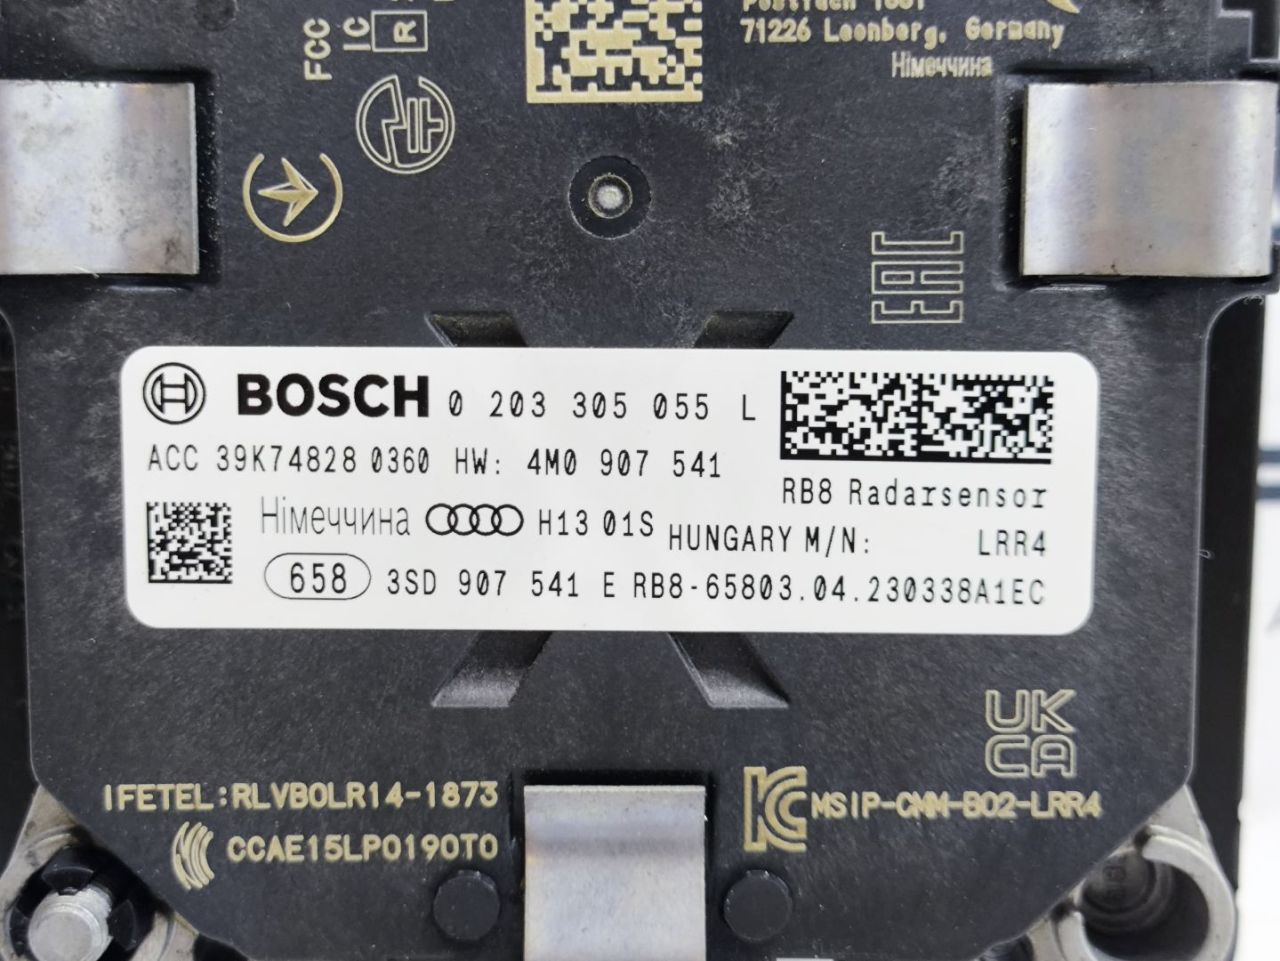 FCC
IC
R
71226 Leonberg, Germany
Німеччина
EAC
BOSCH 0 203 305 055 L
ACC 39K74828 0360 HW: 4M0 907 541
RB8 Radarsensor
Німеччина H13 01S HUNGARY M/N: LRR4
658 3SD 907 541 E RB8-65803.04.230338A1EC
UK
CA
IFETEL:RLVBOLR14-1873
KC MSIP-CMM-B02-LRR4
CCAE15LP0190T0